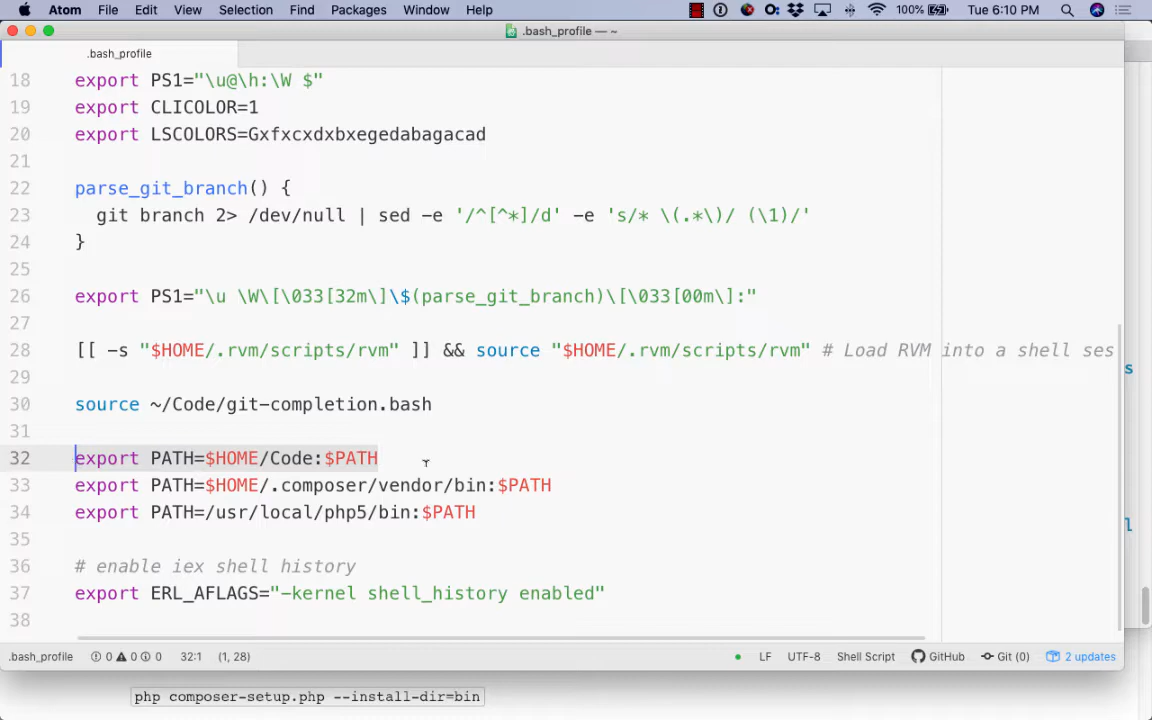 Atom File Edit View Selection Find Packages Window Help 100% Tue 6:10 PM
.bash_profile — ~
.bash_profile
18 export PS1="\u@\h:\W $"
19 export CLICOLOR=1
20 export LSCOLORS=Gxfxcxdxbxegedabagacad
21
22 parse_git_branch() {
23 git branch 2> /dev/null | sed -e '/^[^*]/d' -e 's/* \(.*\)/ (\1)/'
24 }
25
26 export PS1="\u \W\[\033[32m\]\$(parse_git_branch)\[\033[00m\]:"
27
28 [[ -s "$HOME/.rvm/scripts/rvm" ]] && source "$HOME/.rvm/scripts/rvm" # Load RVM into a shell ses
29
30 source ~/Code/git-completion.bash
31
32 export PATH=$HOME/Code:$PATH
33 export PATH=$HOME/.composer/vendor/bin:$PATH
34 export PATH=/usr/local/php5/bin:$PATH
35
36 # enable iex shell history
37 export ERL_AFLAGS="-kernel shell_history enabled"
38
s
l
.bash_profile 0 0 0 32:1 (1, 28) LF UTF-8 Shell Script GitHub Git (0) 2 updates
php composer-setup.php --install-dir=bin